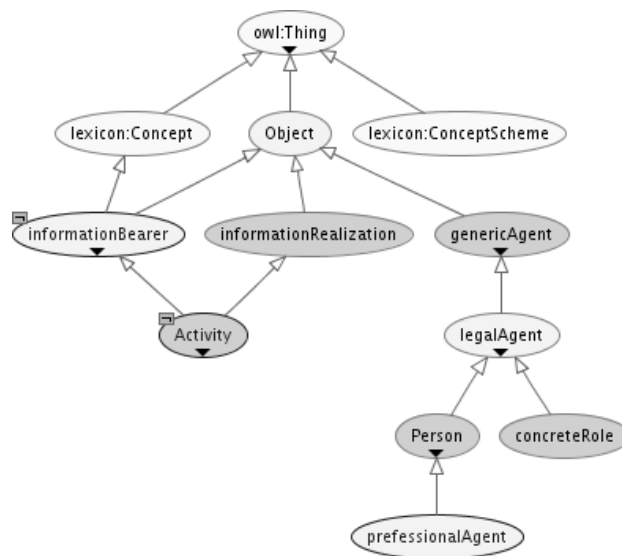 owl:Thing
lexicon:Concept
Object
lexicon:ConceptScheme
informationBearer
informationRealization
genericAgent
Activity
legalAgent
Person
concreteRole
prefessionalAgent